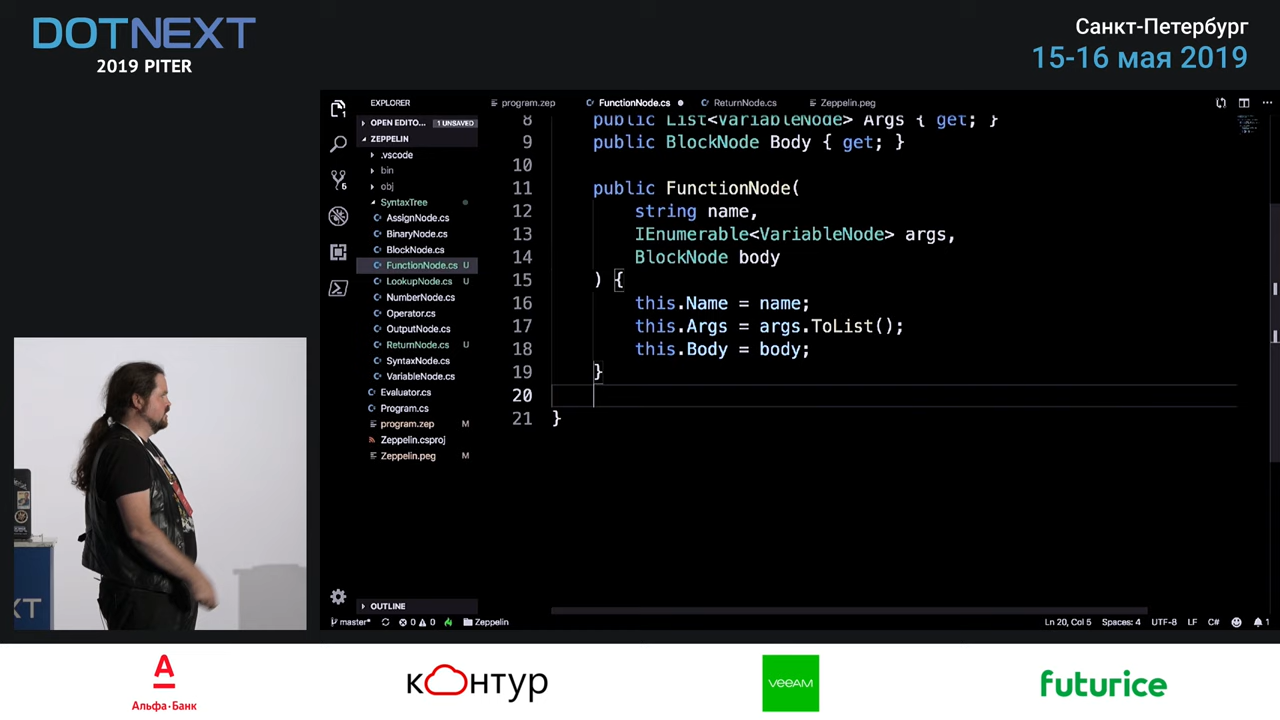 DOTNEXT
2019 PITER
Санкт-Петербург
15-16 мая 2019
EXPLORER
OPEN EDITO... 1 UNSAVED
ZEPPELIN
.vscode
bin
obj
SyntaxTree
AssignNode.cs
BinaryNode.cs
BlockNode.cs
FunctionNode.cs U
LookupNode.cs U
NumberNode.cs
Operator.cs
OutputNode.cs
ReturnNode.cs U
SyntaxNode.cs
VariableNode.cs
Evaluator.cs
Program.cs
program.zep M
Zeppelin.csproj
Zeppelin.peg M
OUTLINE
program.zep FunctionNode.cs ReturnNode.cs Zeppelin.peg
8 public List<VariableNode> Args { get; }
9 public BlockNode Body { get; }
10
11 public FunctionNode(
12 string name,
13 IEnumerable<VariableNode> args,
14 BlockNode body
15 ) {
16 this.Name = name;
17 this.Args = args.ToList();
18 this.Body = body;
19 }
20
21 }
master* 0 0 Zeppelin Ln 20, Col 5 Spaces: 4 UTF-8 LF C# 1
XT
А
Альфа·Банк
контур
veeAM
futurice